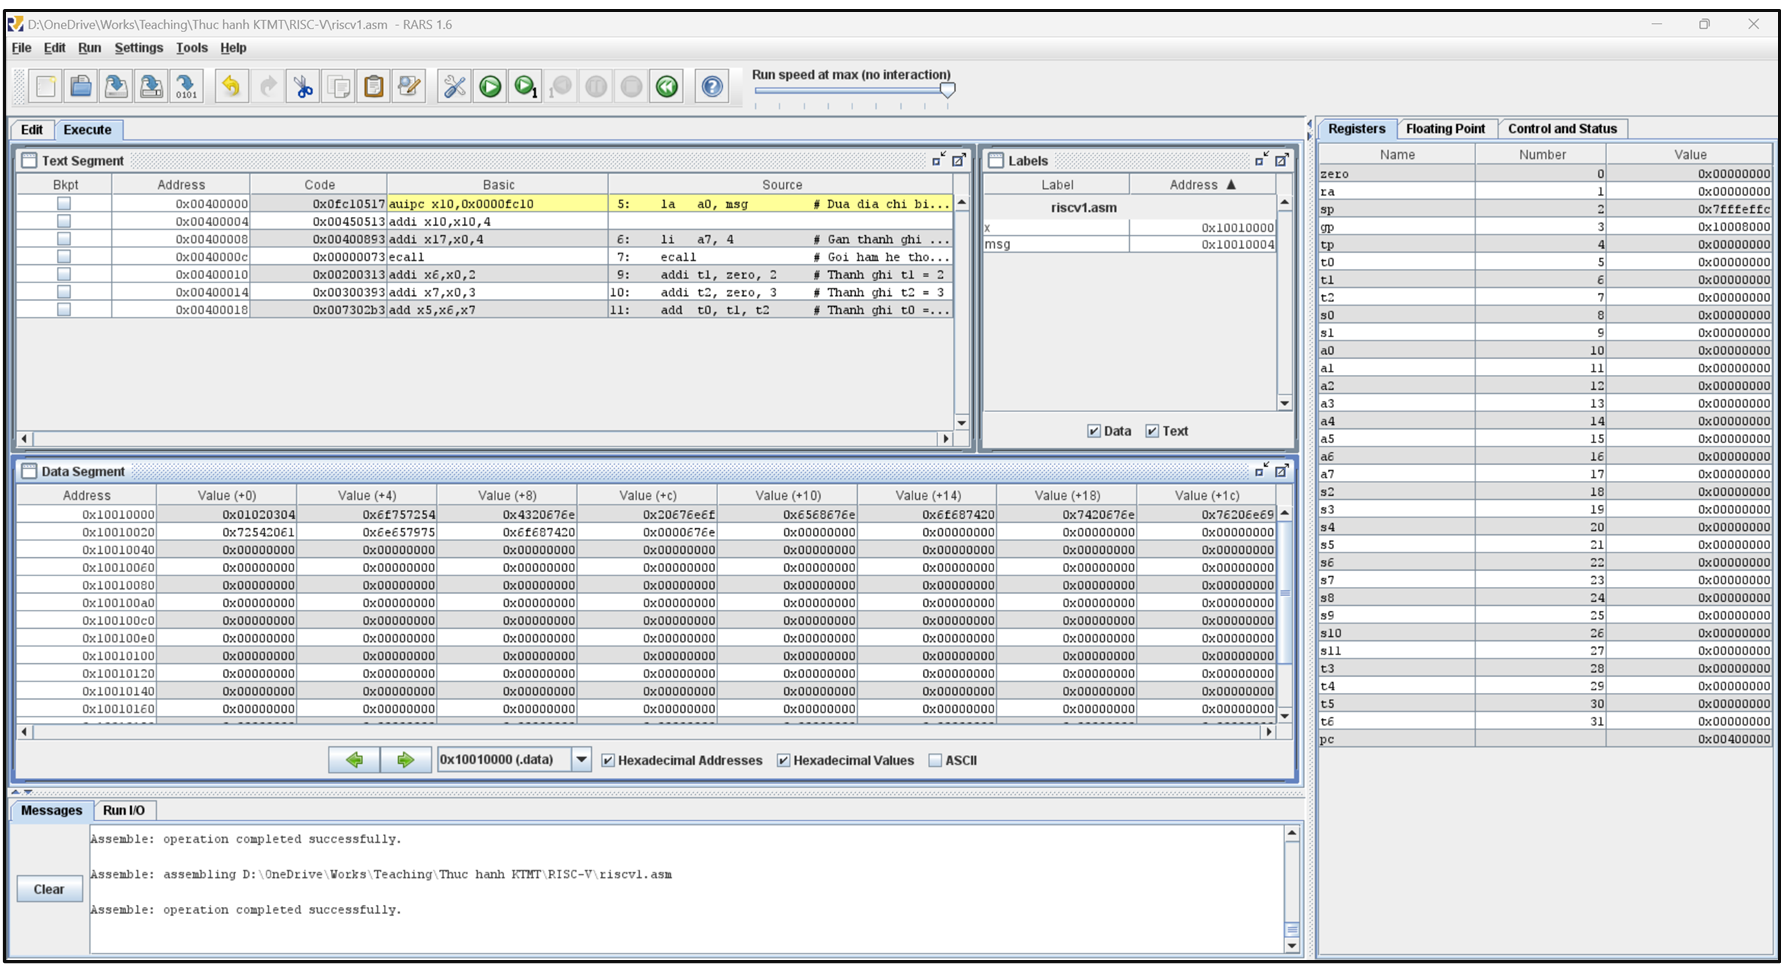 D:\OneDrive\Works\Teaching\Thuc hanh KTMT\RISC-V\riscv1.asm - RARS 1.6
File Edit Run Settings Tools Help
Run speed at max (no interaction)
Edit Execute
Text Segment
Bkpt Address Code Basic Source
0x00400000 0x0fc10517 auipc x10,0x0000fc10 5: la a0, msg # Dua dia chi bi...
0x00400004 0x00450513 addi x10,x10,4
0x00400008 0x00400893 addi x17,x0,4 6: li a7, 4 # Gan thanh ghi ...
0x0040000c 0x00000073 ecall 7: ecall # Goi ham he tho...
0x00400010 0x00200313 addi x6,x0,2 9: addi t1, zero, 2 # Thanh ghi t1 = 2
0x00400014 0x00300393 addi x7,x0,3 10: addi t2, zero, 3 # Thanh ghi t2 = 3
0x00400018 0x007302b3 add x5,x6,x7 11: add t0, t1, t2 # Thanh ghi t0 =...
Labels
Label Address ▲
riscv1.asm
x 0x10010000
msg 0x10010004
Data Text
Data Segment
Address Value (+0) Value (+4) Value (+8) Value (+c) Value (+10) Value (+14) Value (+18) Value (+1c)
0x10010000 0x01020304 0x6f757254 0x4320676e 0x20676e6f 0x6568676e 0x6f687420 0x7420676e 0x76206e69
0x10010020 0x72542061 0x6e657975 0x6f687420 0x0000676e 0x00000000 0x00000000 0x00000000 0x00000000
0x10010040 0x00000000 0x00000000 0x00000000 0x00000000 0x00000000 0x00000000 0x00000000 0x00000000
0x10010060 0x00000000 0x00000000 0x00000000 0x00000000 0x00000000 0x00000000 0x00000000 0x00000000
0x10010080 0x00000000 0x00000000 0x00000000 0x00000000 0x00000000 0x00000000 0x00000000 0x00000000
0x100100a0 0x00000000 0x00000000 0x00000000 0x00000000 0x00000000 0x00000000 0x00000000 0x00000000
0x100100c0 0x00000000 0x00000000 0x00000000 0x00000000 0x00000000 0x00000000 0x00000000 0x00000000
0x100100e0 0x00000000 0x00000000 0x00000000 0x00000000 0x00000000 0x00000000 0x00000000 0x00000000
0x10010100 0x00000000 0x00000000 0x00000000 0x00000000 0x00000000 0x00000000 0x00000000 0x00000000
0x10010120 0x00000000 0x00000000 0x00000000 0x00000000 0x00000000 0x00000000 0x00000000 0x00000000
0x10010140 0x00000000 0x00000000 0x00000000 0x00000000 0x00000000 0x00000000 0x00000000 0x00000000
0x10010160 0x00000000 0x00000000 0x00000000 0x00000000 0x00000000 0x00000000 0x00000000 0x00000000
0x10010000 (.data) Hexadecimal Addresses Hexadecimal Values ASCII
Messages Run I/O
Assemble: operation completed successfully.
Assemble: assembling D:\OneDrive\Works\Teaching\Thuc hanh KTMT\RISC-V\riscv1.asm
Clear
Assemble: operation completed successfully.
Registers Floating Point Control and Status
Name Number Value
zero 0 0x00000000
ra 1 0x00000000
sp 2 0x7fffeffc
gp 3 0x10008000
tp 4 0x00000000
t0 5 0x00000000
t1 6 0x00000000
t2 7 0x00000000
s0 8 0x00000000
s1 9 0x00000000
a0 10 0x00000000
a1 11 0x00000000
a2 12 0x00000000
a3 13 0x00000000
a4 14 0x00000000
a5 15 0x00000000
a6 16 0x00000000
a7 17 0x00000000
s2 18 0x00000000
s3 19 0x00000000
s4 20 0x00000000
s5 21 0x00000000
s6 22 0x00000000
s7 23 0x00000000
s8 24 0x00000000
s9 25 0x00000000
s10 26 0x00000000
s11 27 0x00000000
t3 28 0x00000000
t4 29 0x00000000
t5 30 0x00000000
t6 31 0x00000000
pc 0x00400000